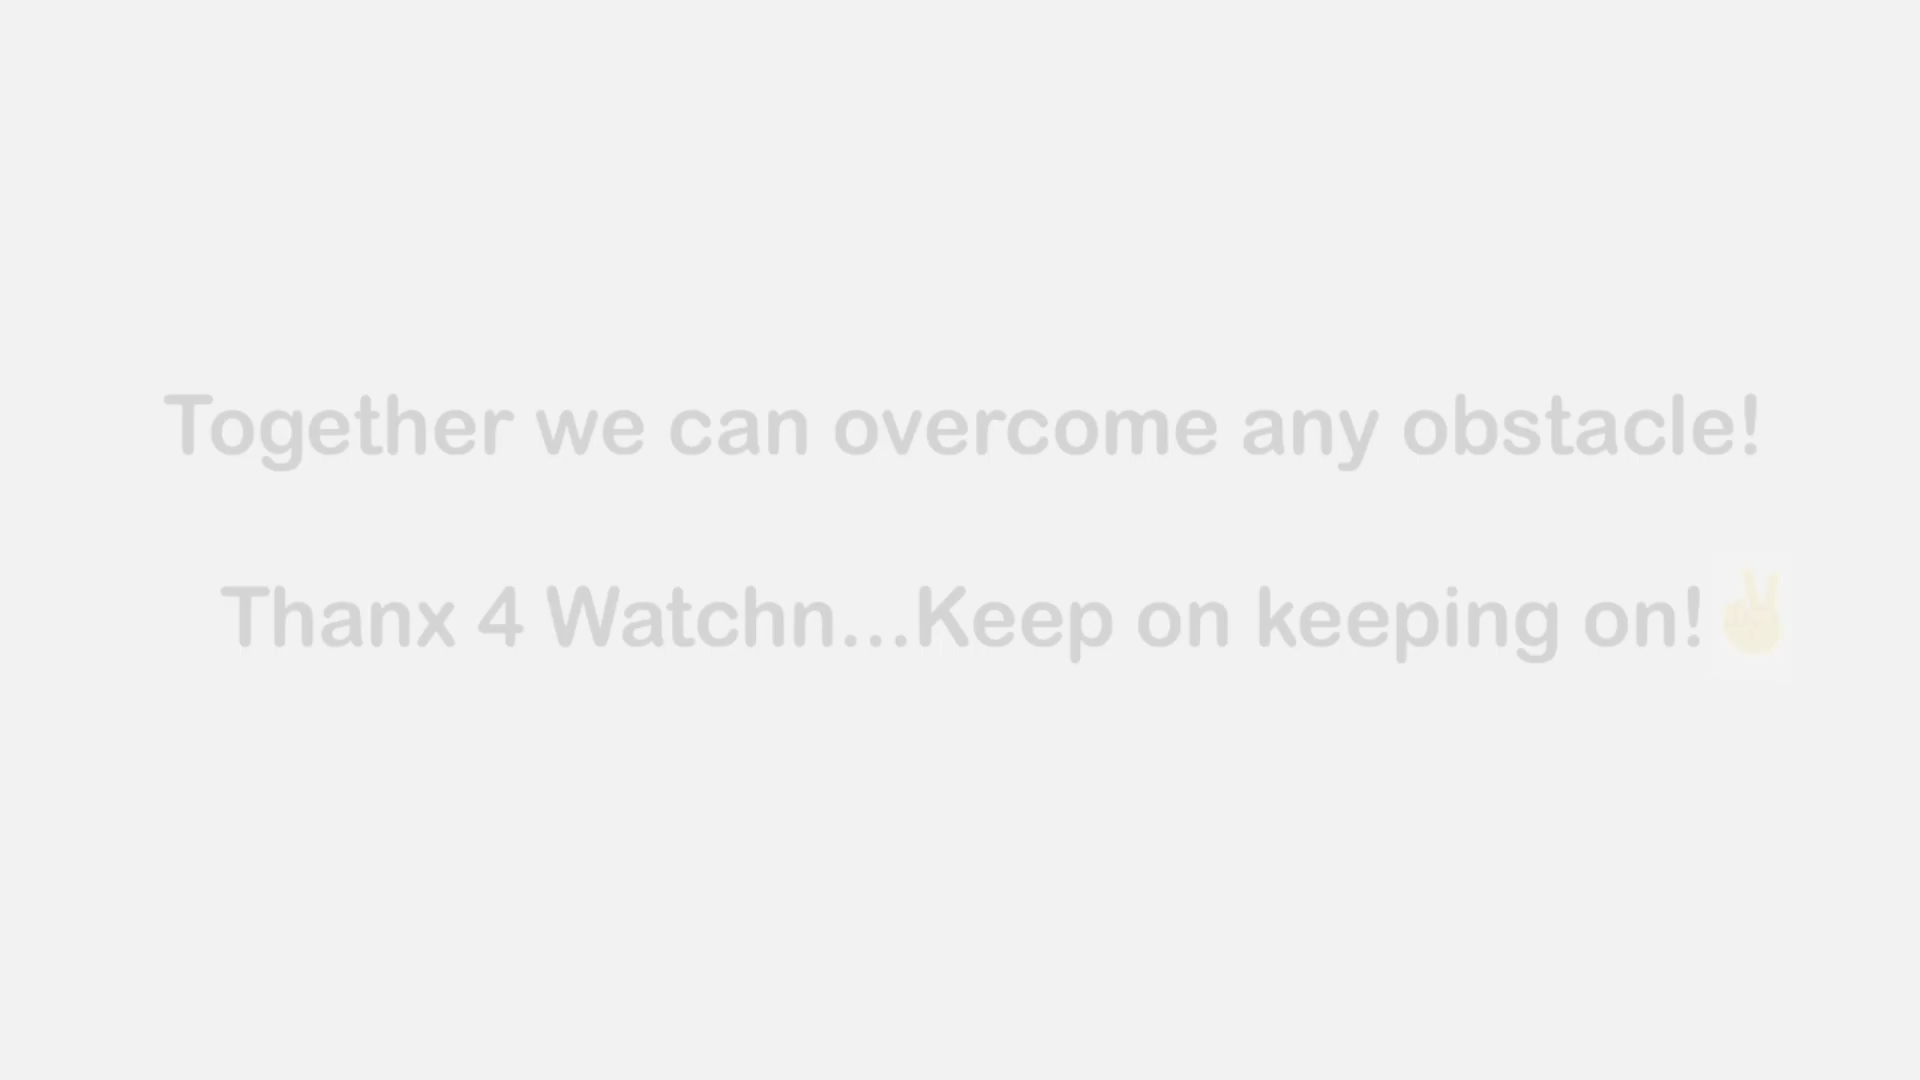 Together we can overcome any obstacle!
Thanx 4 Watchn...Keep on keeping on!✌